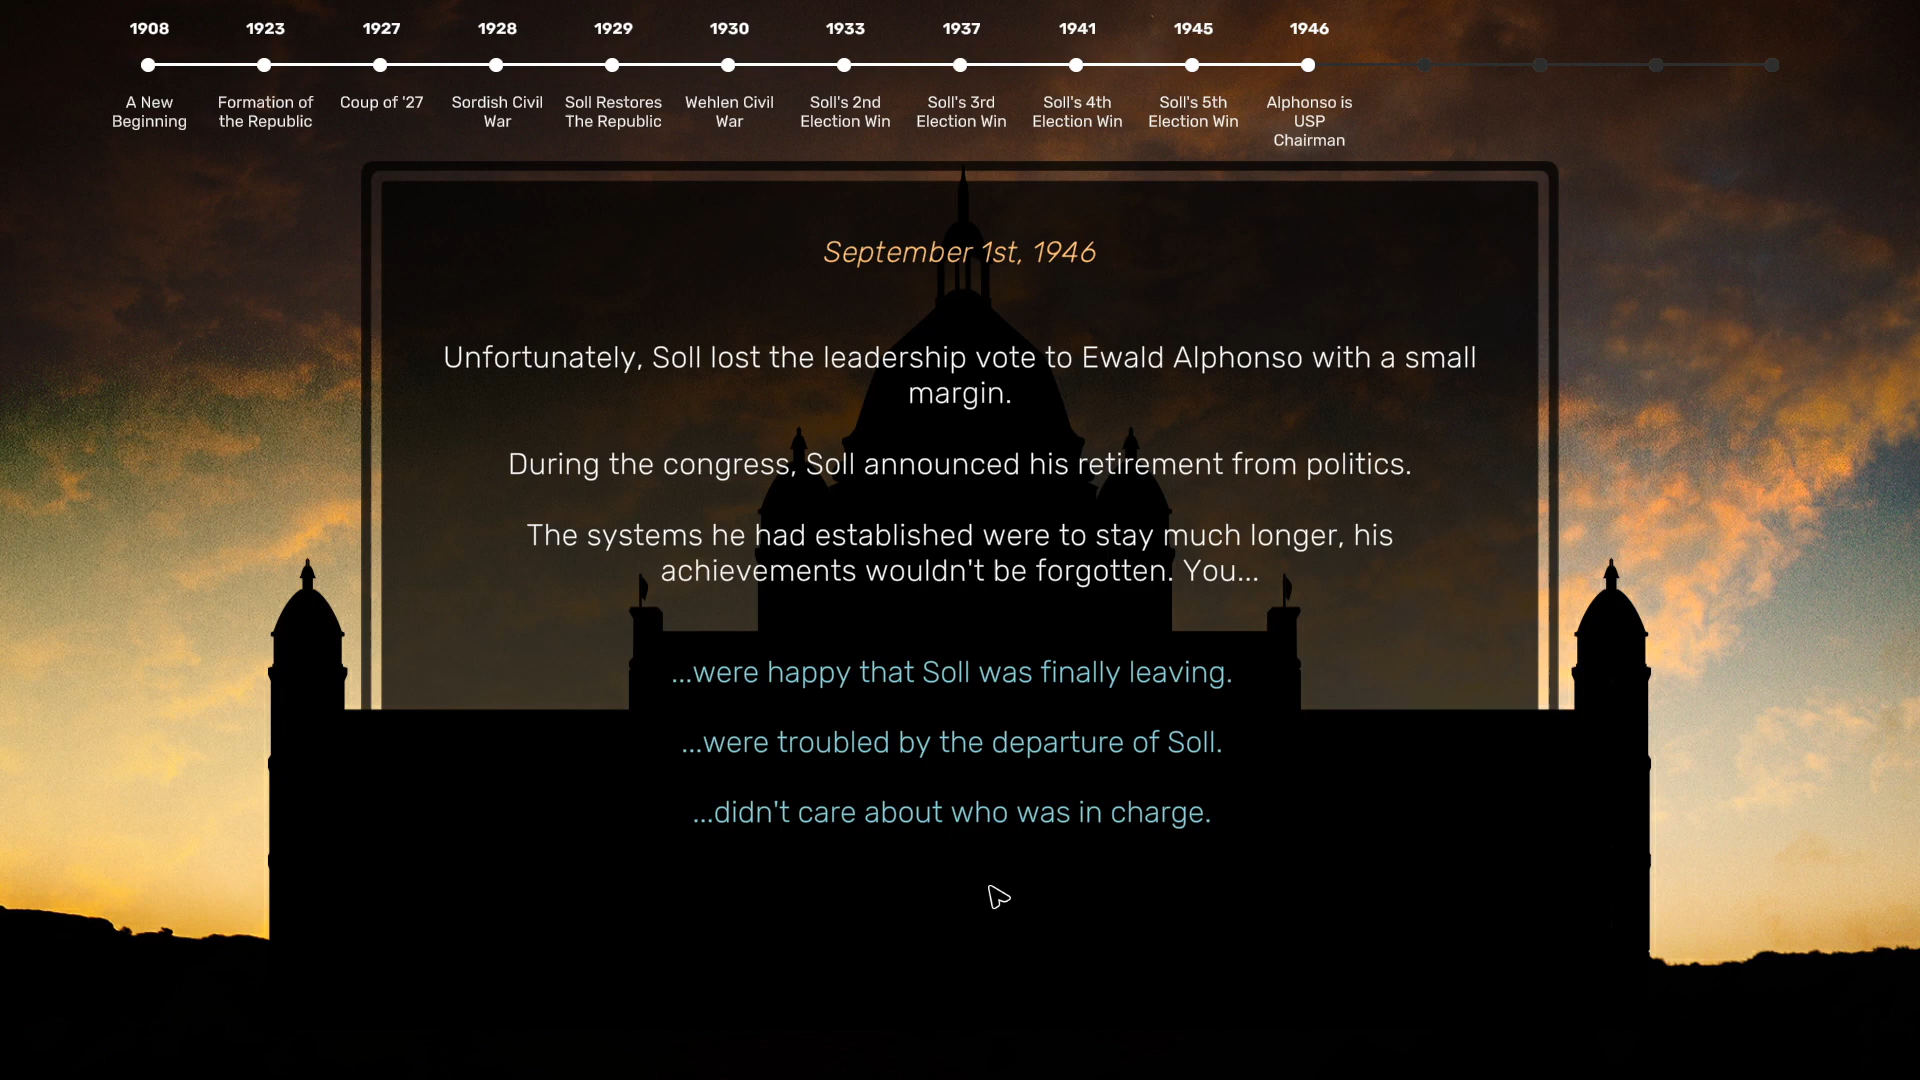 1908
1923
1927
1928
1929
1930
1933
1937
1941
1945
1946
A New
Beginning
Formation of
the Republic
Coup of '27
Sordish Civil
War
Soll Restores
The Republic
Wehlen Civil
War
Soll's 2nd
Election Win
Soll's 3rd
Election Win
Soll's 4th
Election Win
Soll's 5th
Election Win
Alphonso is
USP
Chairman
September 1st, 1946
Unfortunately, Soll lost the leadership vote to Ewald Alphonso with a small
margin.
During the congress, Soll announced his retirement from politics.
The systems he had established were to stay much longer, his
achievements wouldn't be forgotten. You...
...were happy that Soll was finally leaving.
...were troubled by the departure of Soll.
...didn't care about who was in charge.